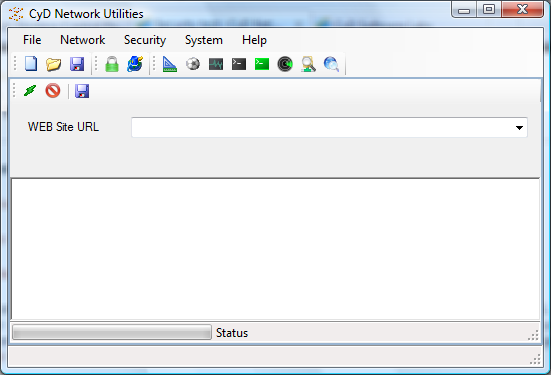 CyD Network Utilities
File Network Security System Help
WEB Site URL
Status